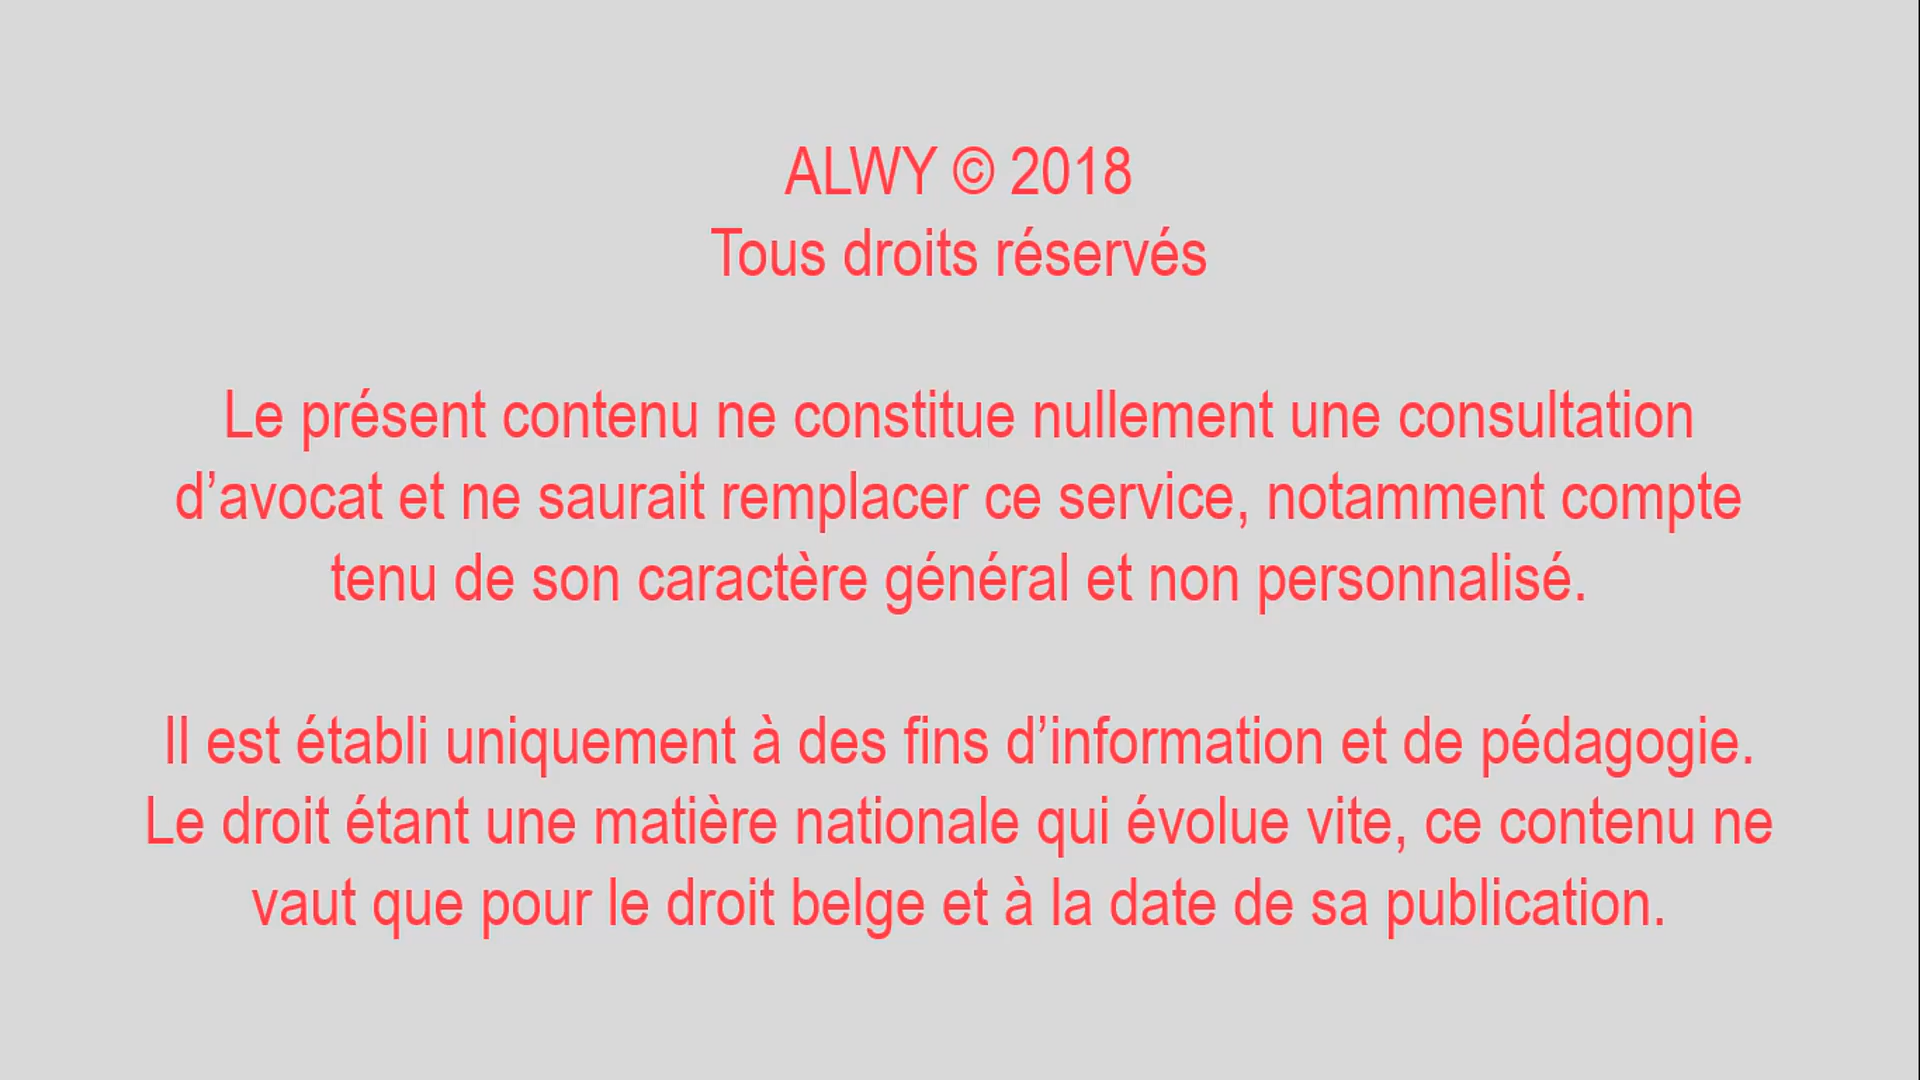 ALWY © 2018
Tous droits réservés
Le présent contenu ne constitue nullement une consultation
d’avocat et ne saurait remplacer ce service, notamment compte
tenu de son caractère général et non personnalisé.
Il est établi uniquement à des fins d’information et de pédagogie.
Le droit étant une matière nationale qui évolue vite, ce contenu ne
vaut que pour le droit belge et à la date de sa publication.